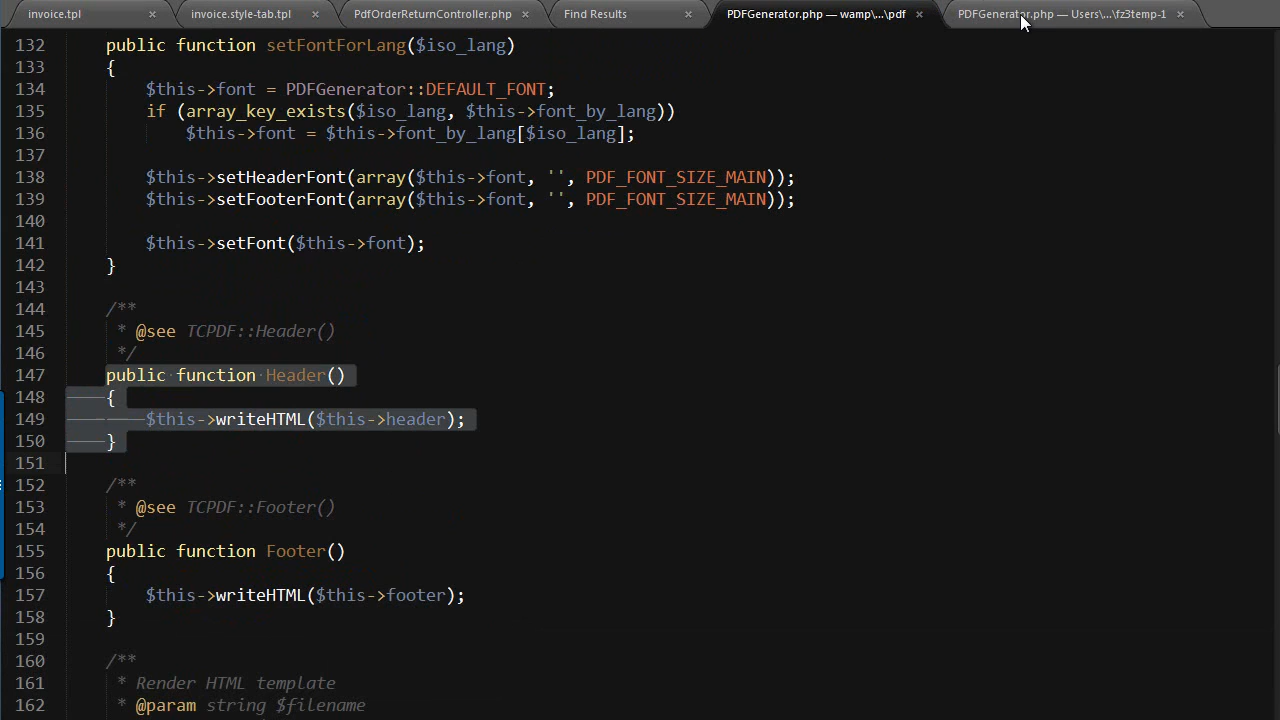 invoice.tpl × invoice.style-tab.tpl × PdfOrderReturnController.php × Find Results × PDFGenerator.php — wamp\...\pdf × PDFGenerator.php — Users\...\fz3temp-1 ×
132 public function setFontForLang($iso_lang)
133 {
134 $this->font = PDFGenerator::DEFAULT_FONT;
135 if (array_key_exists($iso_lang, $this->font_by_lang))
136 $this->font = $this->font_by_lang[$iso_lang];
137
138 $this->setHeaderFont(array($this->font, '', PDF_FONT_SIZE_MAIN));
139 $this->setFooterFont(array($this->font, '', PDF_FONT_SIZE_MAIN));
140
141 $this->setFont($this->font);
142 }
143
144 /**
145 * @see TCPDF::Header()
146 */
147 public function Header()
148 {
149 $this->writeHTML($this->header);
150 }
151
152 /**
153 * @see TCPDF::Footer()
154 */
155 public function Footer()
156 {
157 $this->writeHTML($this->footer);
158 }
159
160 /**
161 * Render HTML template
162 * @param string $filename